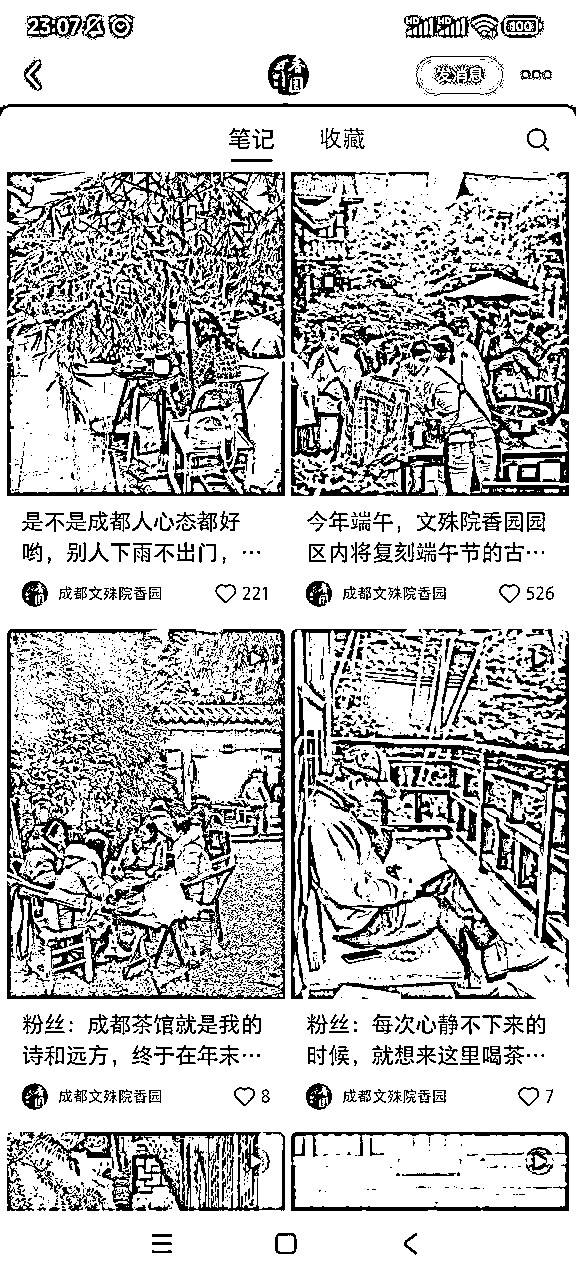 23:07
HD HD 100
香园
发消息
笔记 收藏
是不是成都人心态都好
哟，别人下雨不出门，…
成都文殊院香园 221
今年端午，文殊院香园园
区内将复刻端午节的古…
成都文殊院香园 526
粉丝：成都茶馆就是我的
诗和远方，终于在年末…
成都文殊院香园 8
粉丝：每次心静不下来的
时候，就想来这里喝茶…
成都文殊院香园 7